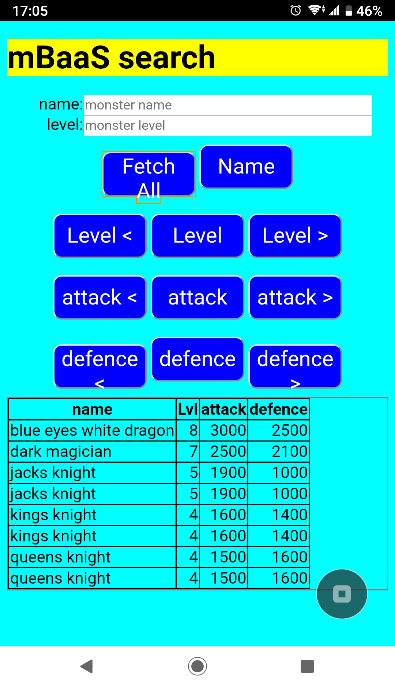 17:05 46%
mBaaS search
name: monster name
level: monster level
Fetch All
Name
Level < Level Level >
attack < attack attack >
defence < defence defence >
name Lvl attack defence
blue eyes white dragon 8 3000 2500
dark magician 7 2500 2100
jacks knight 5 1900 1000
jacks knight 5 1900 1000
kings knight 4 1600 1400
kings knight 4 1600 1400
queens knight 4 1500 1600
queens knight 4 1500 1600